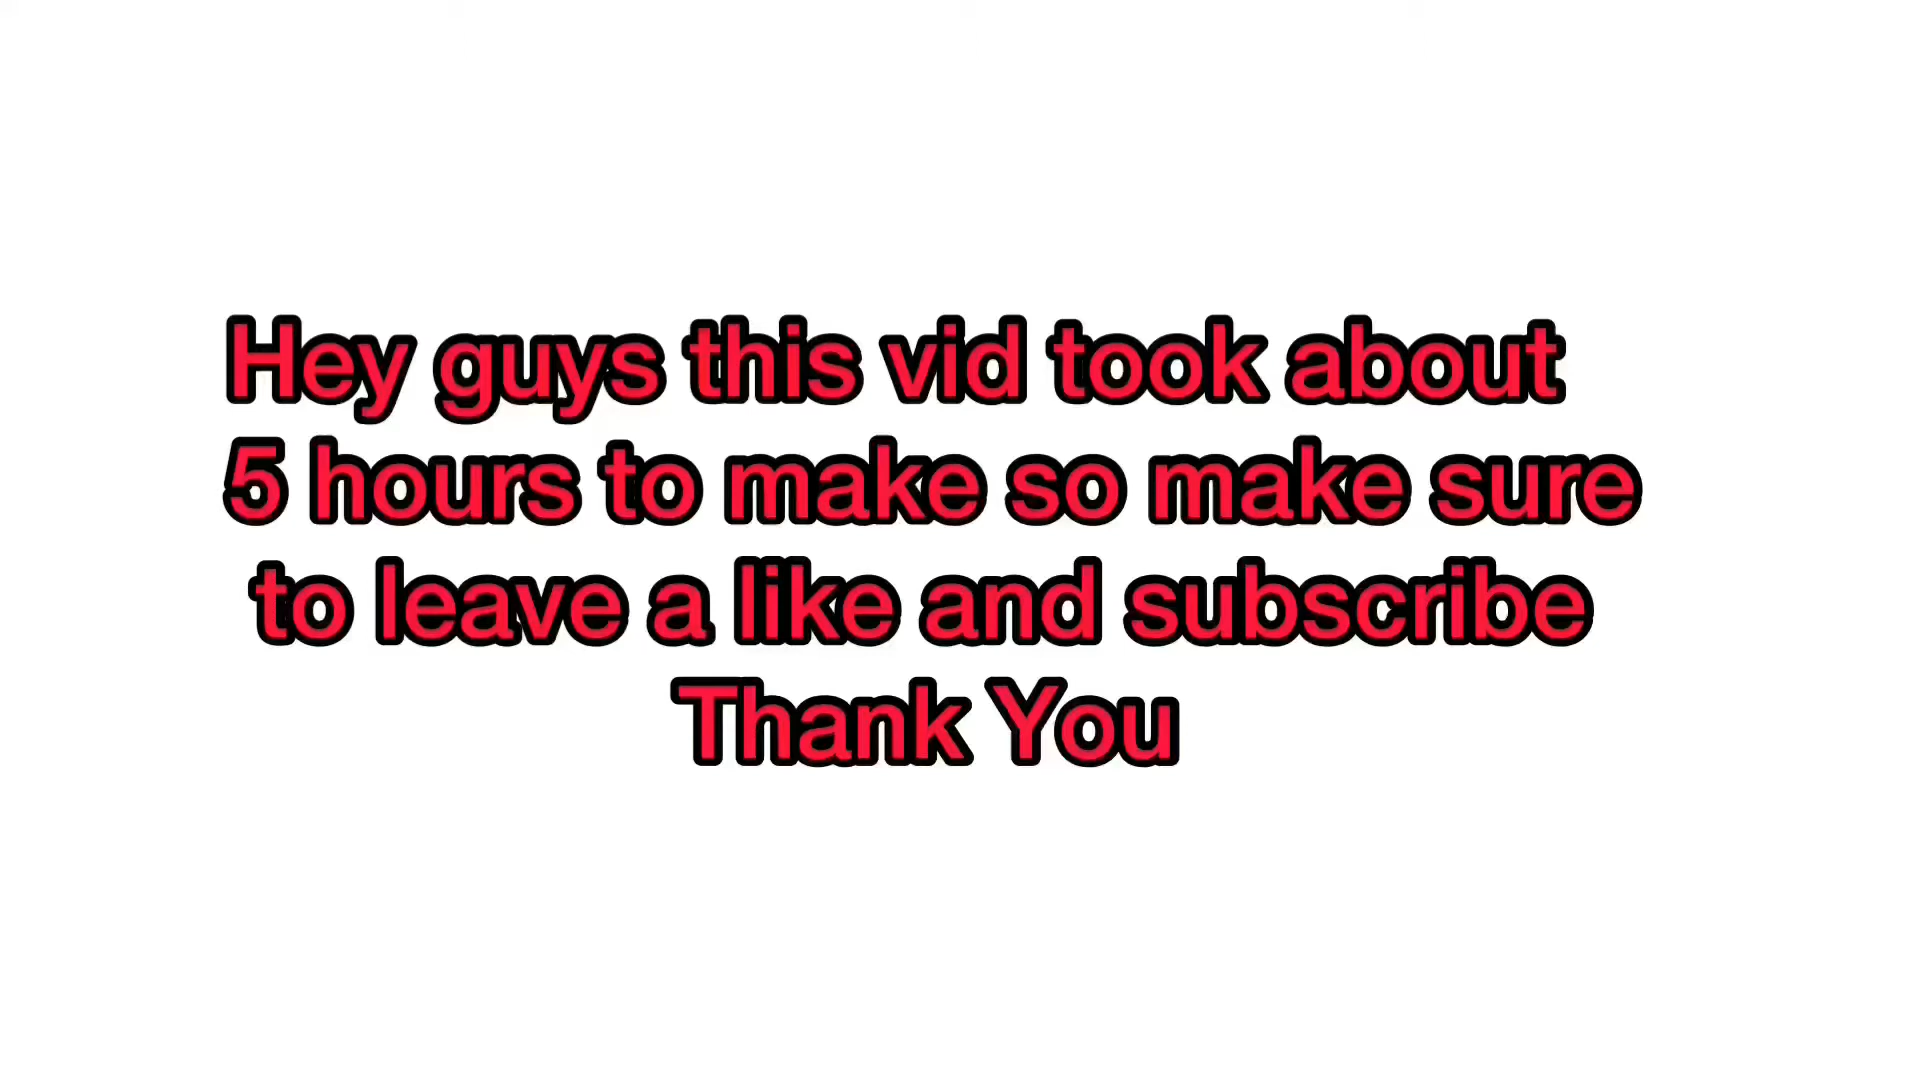 Hey guys this vid took about
5 hours to make so make sure
to leave a like and subscribe
Thank You